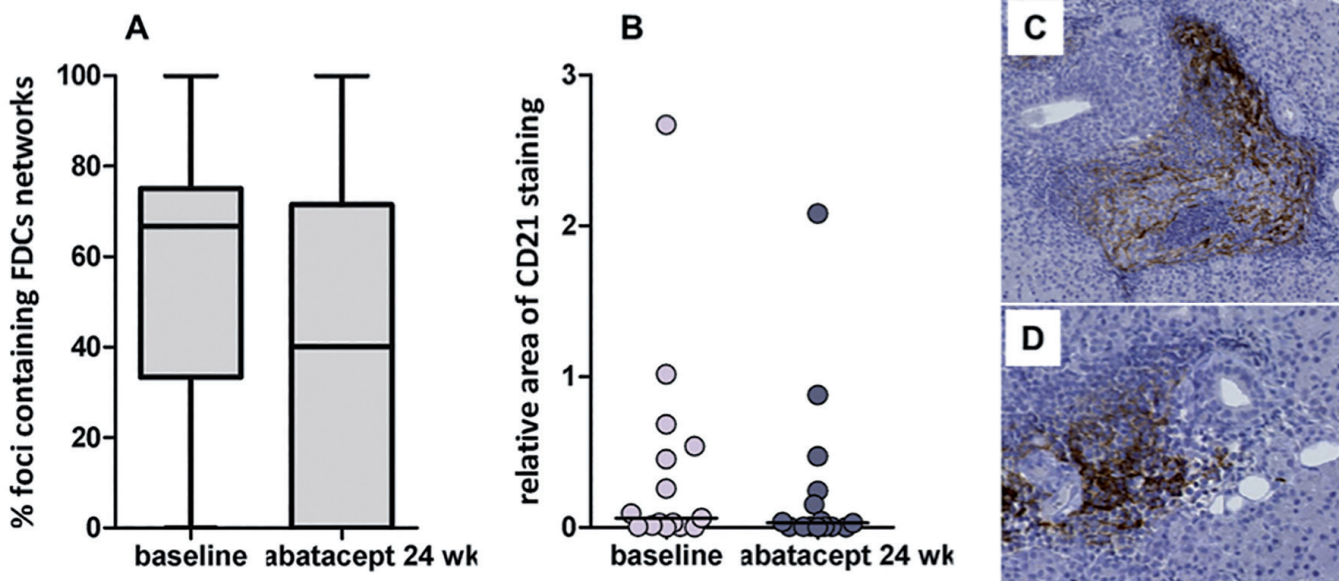 A
% foci containing FDCs networks
100
80
60
40
20
0
baseline abatacept 24 wk
B
relative area of CD21 staining
3
2
1
0
baseline abatacept 24 wk
C
D